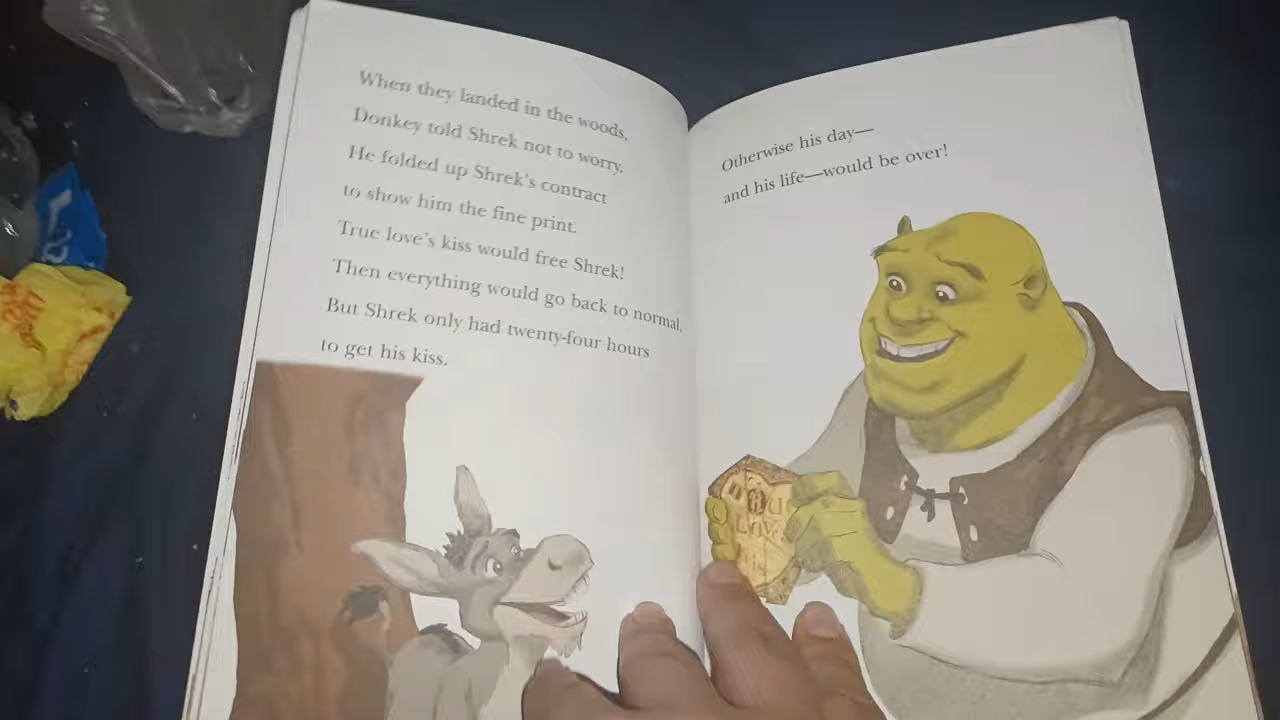 When they landed in the woods,
Donkey told Shrek not to worry.
He folded up Shrek's contract
to show him the fine print.
True love's kiss would free Shrek!
Then everything would go back to normal.
But Shrek only had twenty-four hours
to get his kiss.
Otherwise his day—
and his life—would be over!